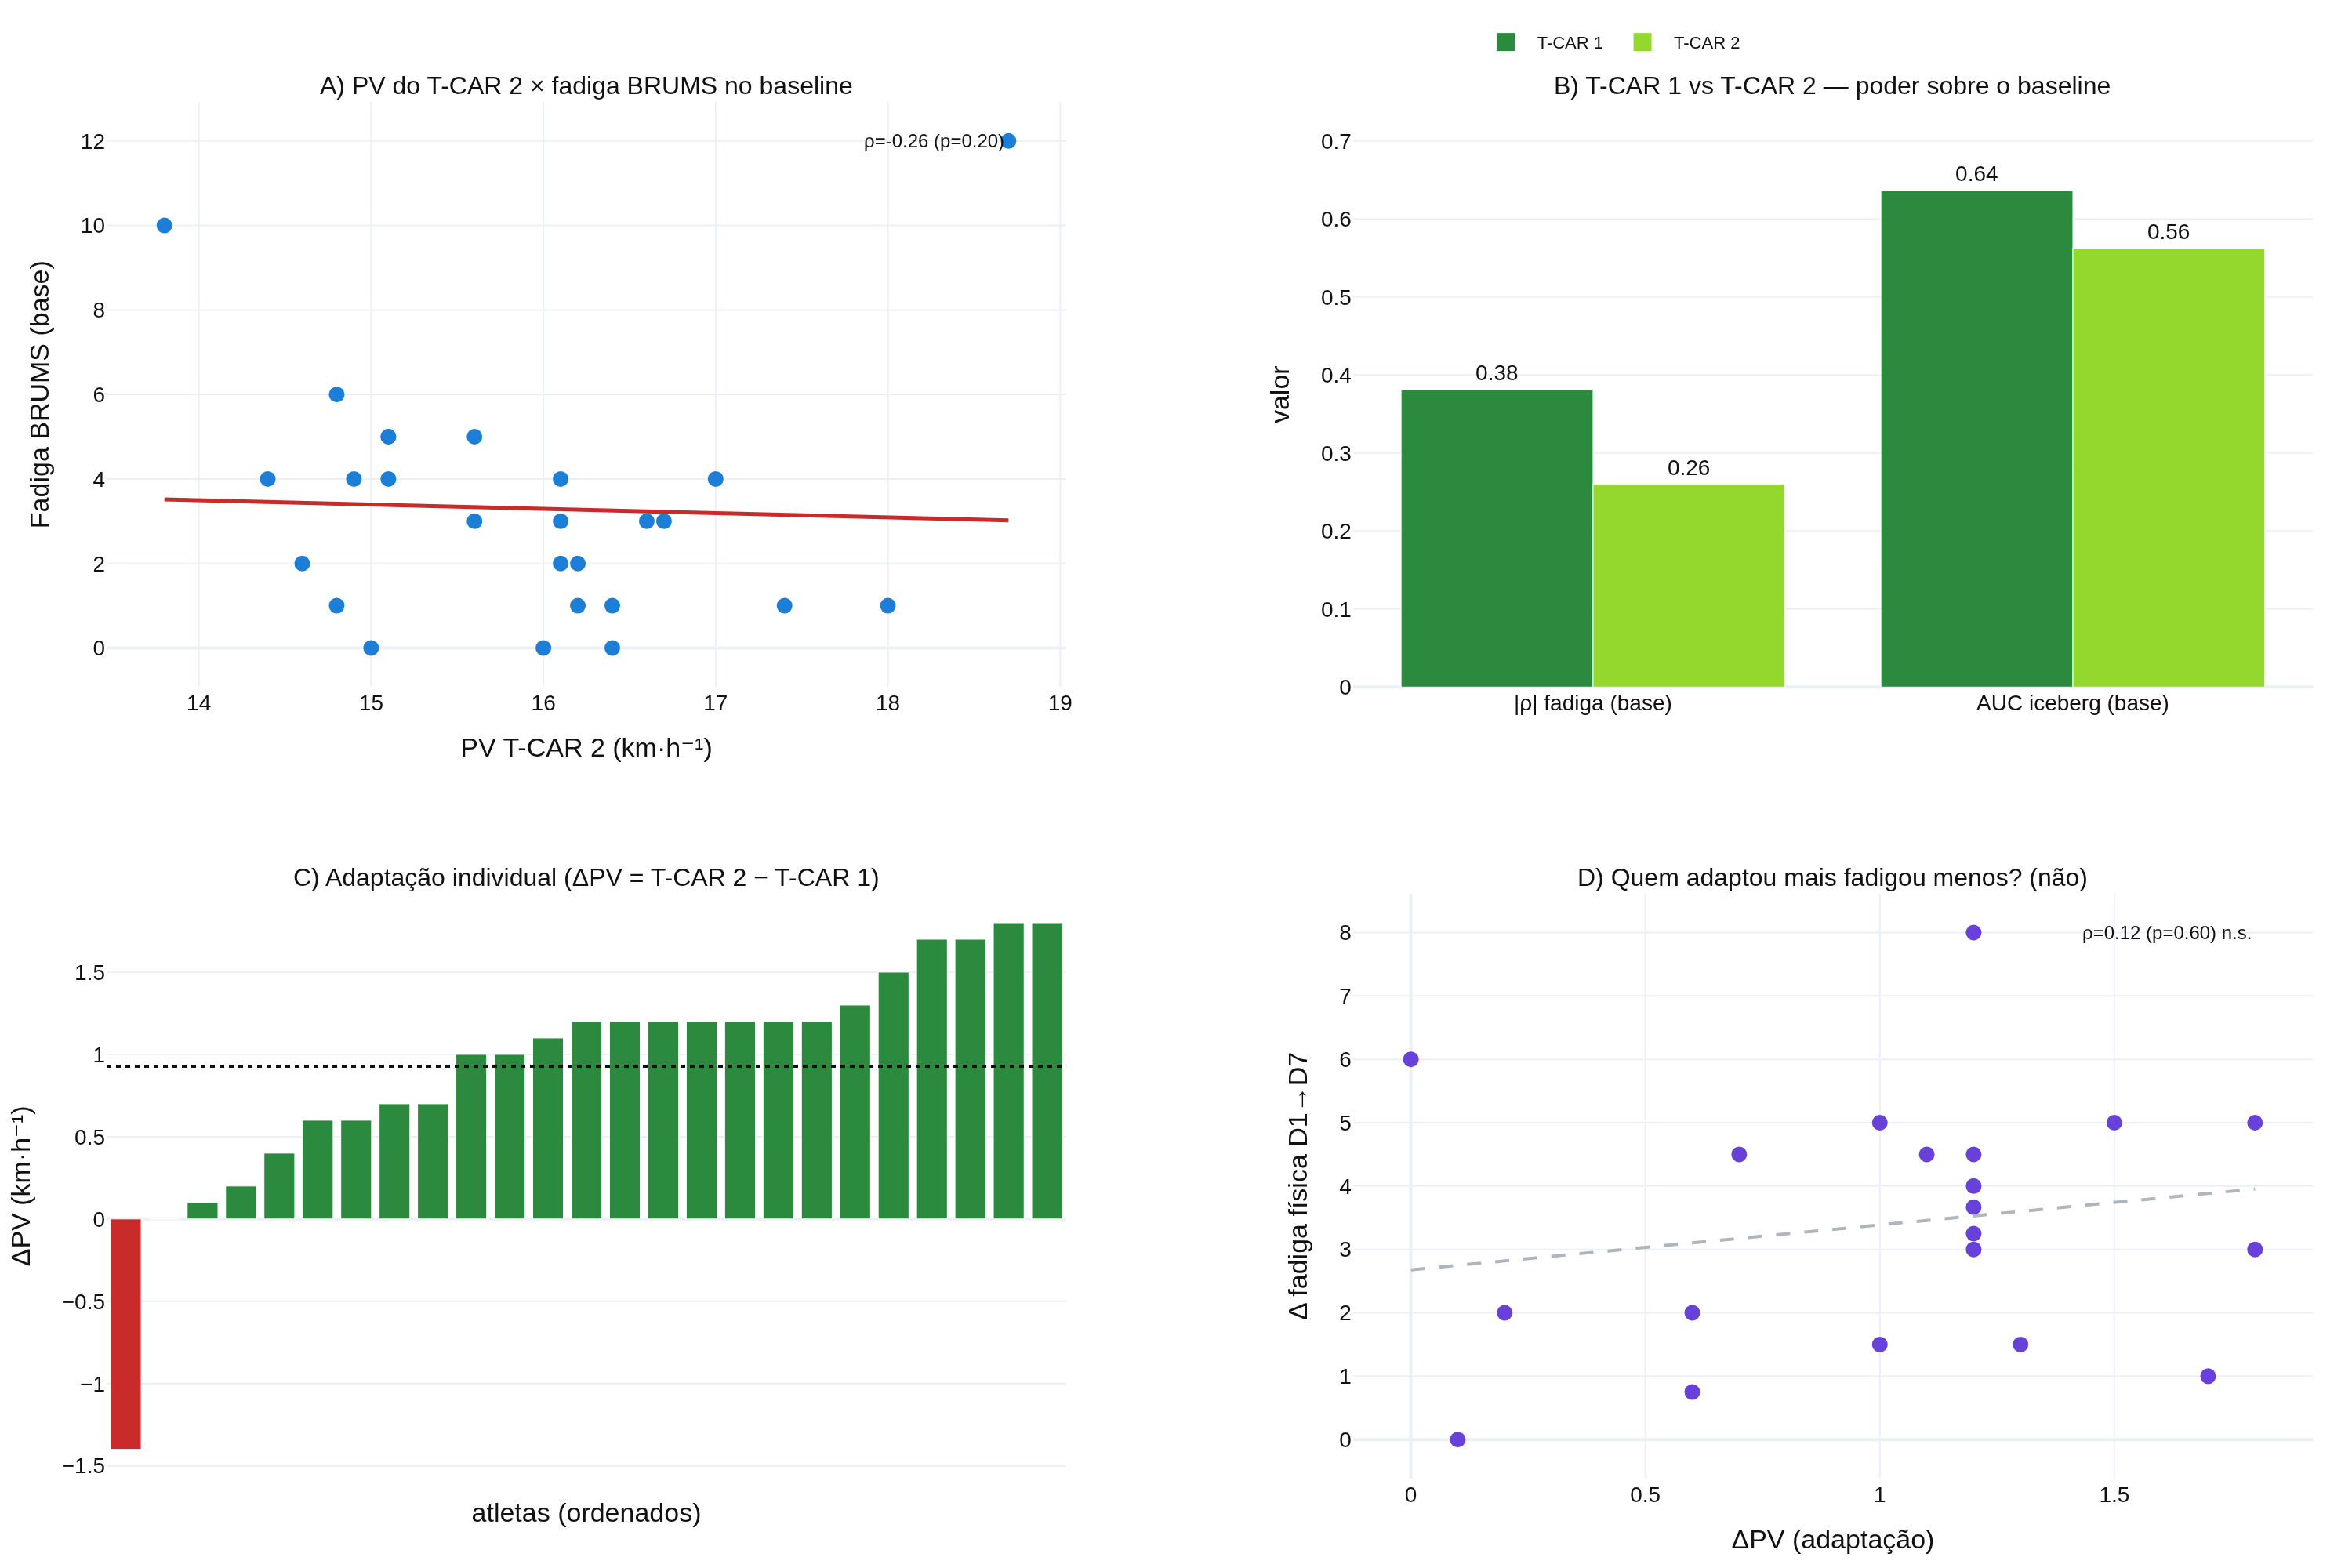 T-CAR 1
T-CAR 2
A) PV do T-CAR 2 × fadiga BRUMS no baseline
ρ=-0.26 (p=0.20)
12
10
8
6
4
2
0
Fadiga BRUMS (base)
14
15
16
17
18
19
PV T-CAR 2 (km·h⁻¹)
B) T-CAR 1 vs T-CAR 2 — poder sobre o baseline
0.7
0.6
0.5
0.4
0.3
0.2
0.1
0
valor
0.38
0.26
0.64
0.56
|ρ| fadiga (base)
AUC iceberg (base)
C) Adaptação individual (ΔPV = T-CAR 2 − T-CAR 1)
1.5
1
0.5
0
−0.5
−1
−1.5
ΔPV (km·h⁻¹)
atletas (ordenados)
D) Quem adaptou mais fadigou menos? (não)
ρ=0.12 (p=0.60) n.s.
8
7
6
5
4
3
2
1
0
Δ fadiga física D1→D7
0
0.5
1
1.5
ΔPV (adaptação)